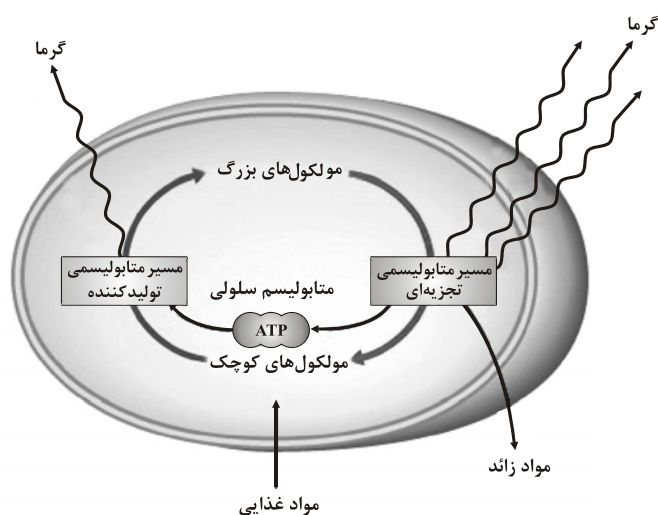 گرما
گرما
مولکول‌های بزرگ
مسیر متابولیسمی
تجزیه‌ای
مسیر متابولیسمی
تولیدکننده
متابولیسم سلولی
ATP
مولکول‌های کوچک
مواد زائد
مواد غذایی